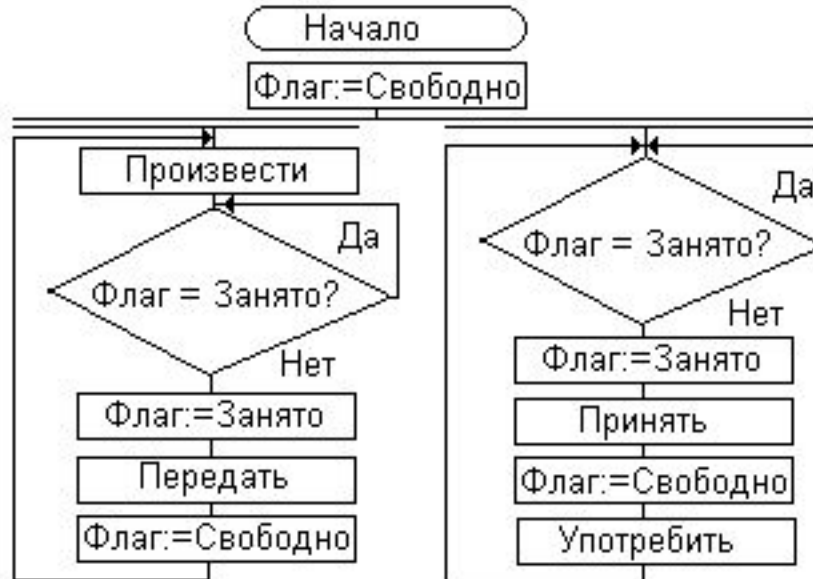 Начало
Флаг:=Свободно
Произвести
Да
Флаг = Занято?
Нет
Флаг:=Занято
Передать
Флаг:=Свободно
Да
Флаг = Занято?
Нет
Флаг:=Занято
Принять
Флаг:=Свободно
Употребить